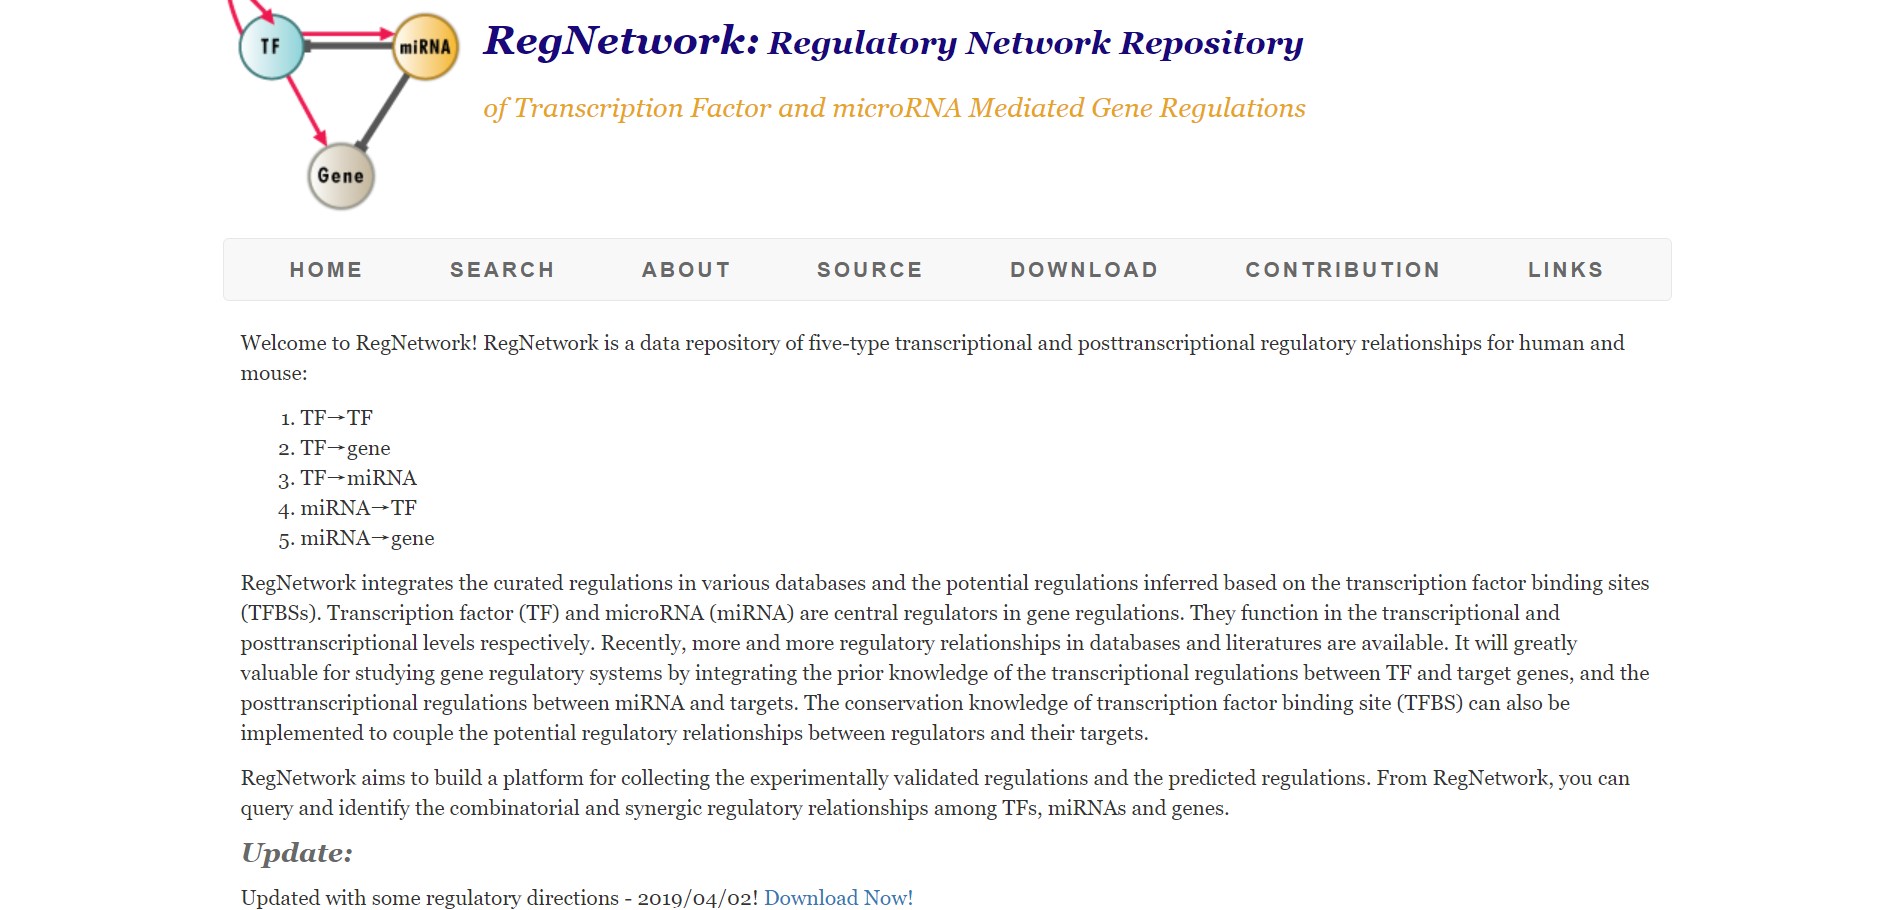 TF
miRNA
Gene
RegNetwork: Regulatory Network Repository
of Transcription Factor and microRNA Mediated Gene Regulations
HOME SEARCH ABOUT SOURCE DOWNLOAD CONTRIBUTION LINKS
Welcome to RegNetwork! RegNetwork is a data repository of five-type transcriptional and posttranscriptional regulatory relationships for human and
mouse:
1. TF→TF
2. TF→gene
3. TF→miRNA
4. miRNA→TF
5. miRNA→gene
RegNetwork integrates the curated regulations in various databases and the potential regulations inferred based on the transcription factor binding sites
(TFBSs). Transcription factor (TF) and microRNA (miRNA) are central regulators in gene regulations. They function in the transcriptional and
posttranscriptional levels respectively. Recently, more and more regulatory relationships in databases and literatures are available. It will greatly
valuable for studying gene regulatory systems by integrating the prior knowledge of the transcriptional regulations between TF and target genes, and the
posttranscriptional regulations between miRNA and targets. The conservation knowledge of transcription factor binding site (TFBS) can also be
implemented to couple the potential regulatory relationships between regulators and their targets.
RegNetwork aims to build a platform for collecting the experimentally validated regulations and the predicted regulations. From RegNetwork, you can
query and identify the combinatorial and synergic regulatory relationships among TFs, miRNAs and genes.
Update:
Updated with some regulatory directions - 2019/04/02! Download Now!